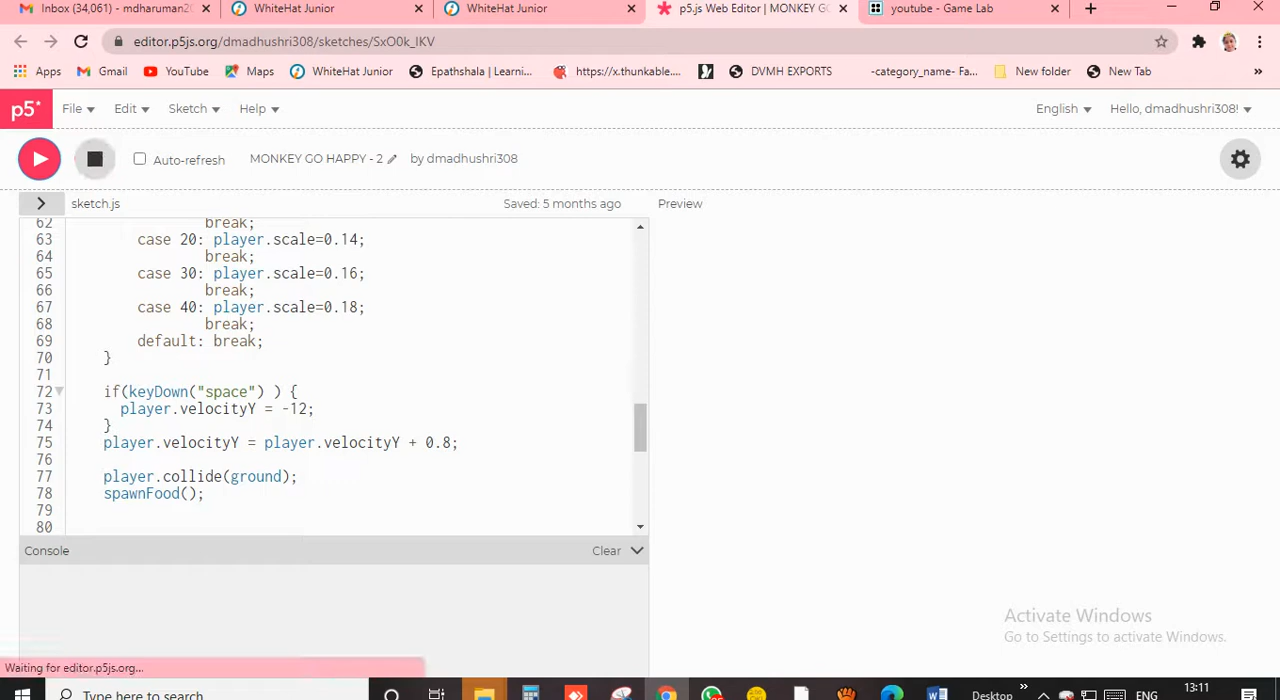 Inbox (34,061) - mdharuman2
WhiteHat Junior
WhiteHat Junior
p5.js Web Editor | MONKEY GO
youtube - Game Lab
editor.p5js.org/dmadhushri308/sketches/SxO0k_IKV
Apps
Gmail
YouTube
Maps
WhiteHat Junior
Epathshala | Learni...
https://x.thunkable....
DVMH EXPORTS
-category_name- Fa...
New folder
New Tab
»
p5*
File
Edit
Sketch
Help
English
Hello, dmadhushri308!
Auto-refresh
MONKEY GO HAPPY - 2
by dmadhushri308
sketch.js
Saved: 5 months ago
Preview
62 break;
63 case 20: player.scale=0.14;
64 break;
65 case 30: player.scale=0.16;
66 break;
67 case 40: player.scale=0.18;
68 break;
69 default: break;
70 }
71
72 if(keyDown("space") ) {
73 player.velocityY = -12;
74 }
75 player.velocityY = player.velocityY + 0.8;
76
77 player.collide(ground);
78 spawnFood();
79
80
Console
Clear
Activate Windows
Go to Settings to activate Windows.
Waiting for editor.p5js.org...
Type here to search
Desktop
»
ENG
13:11